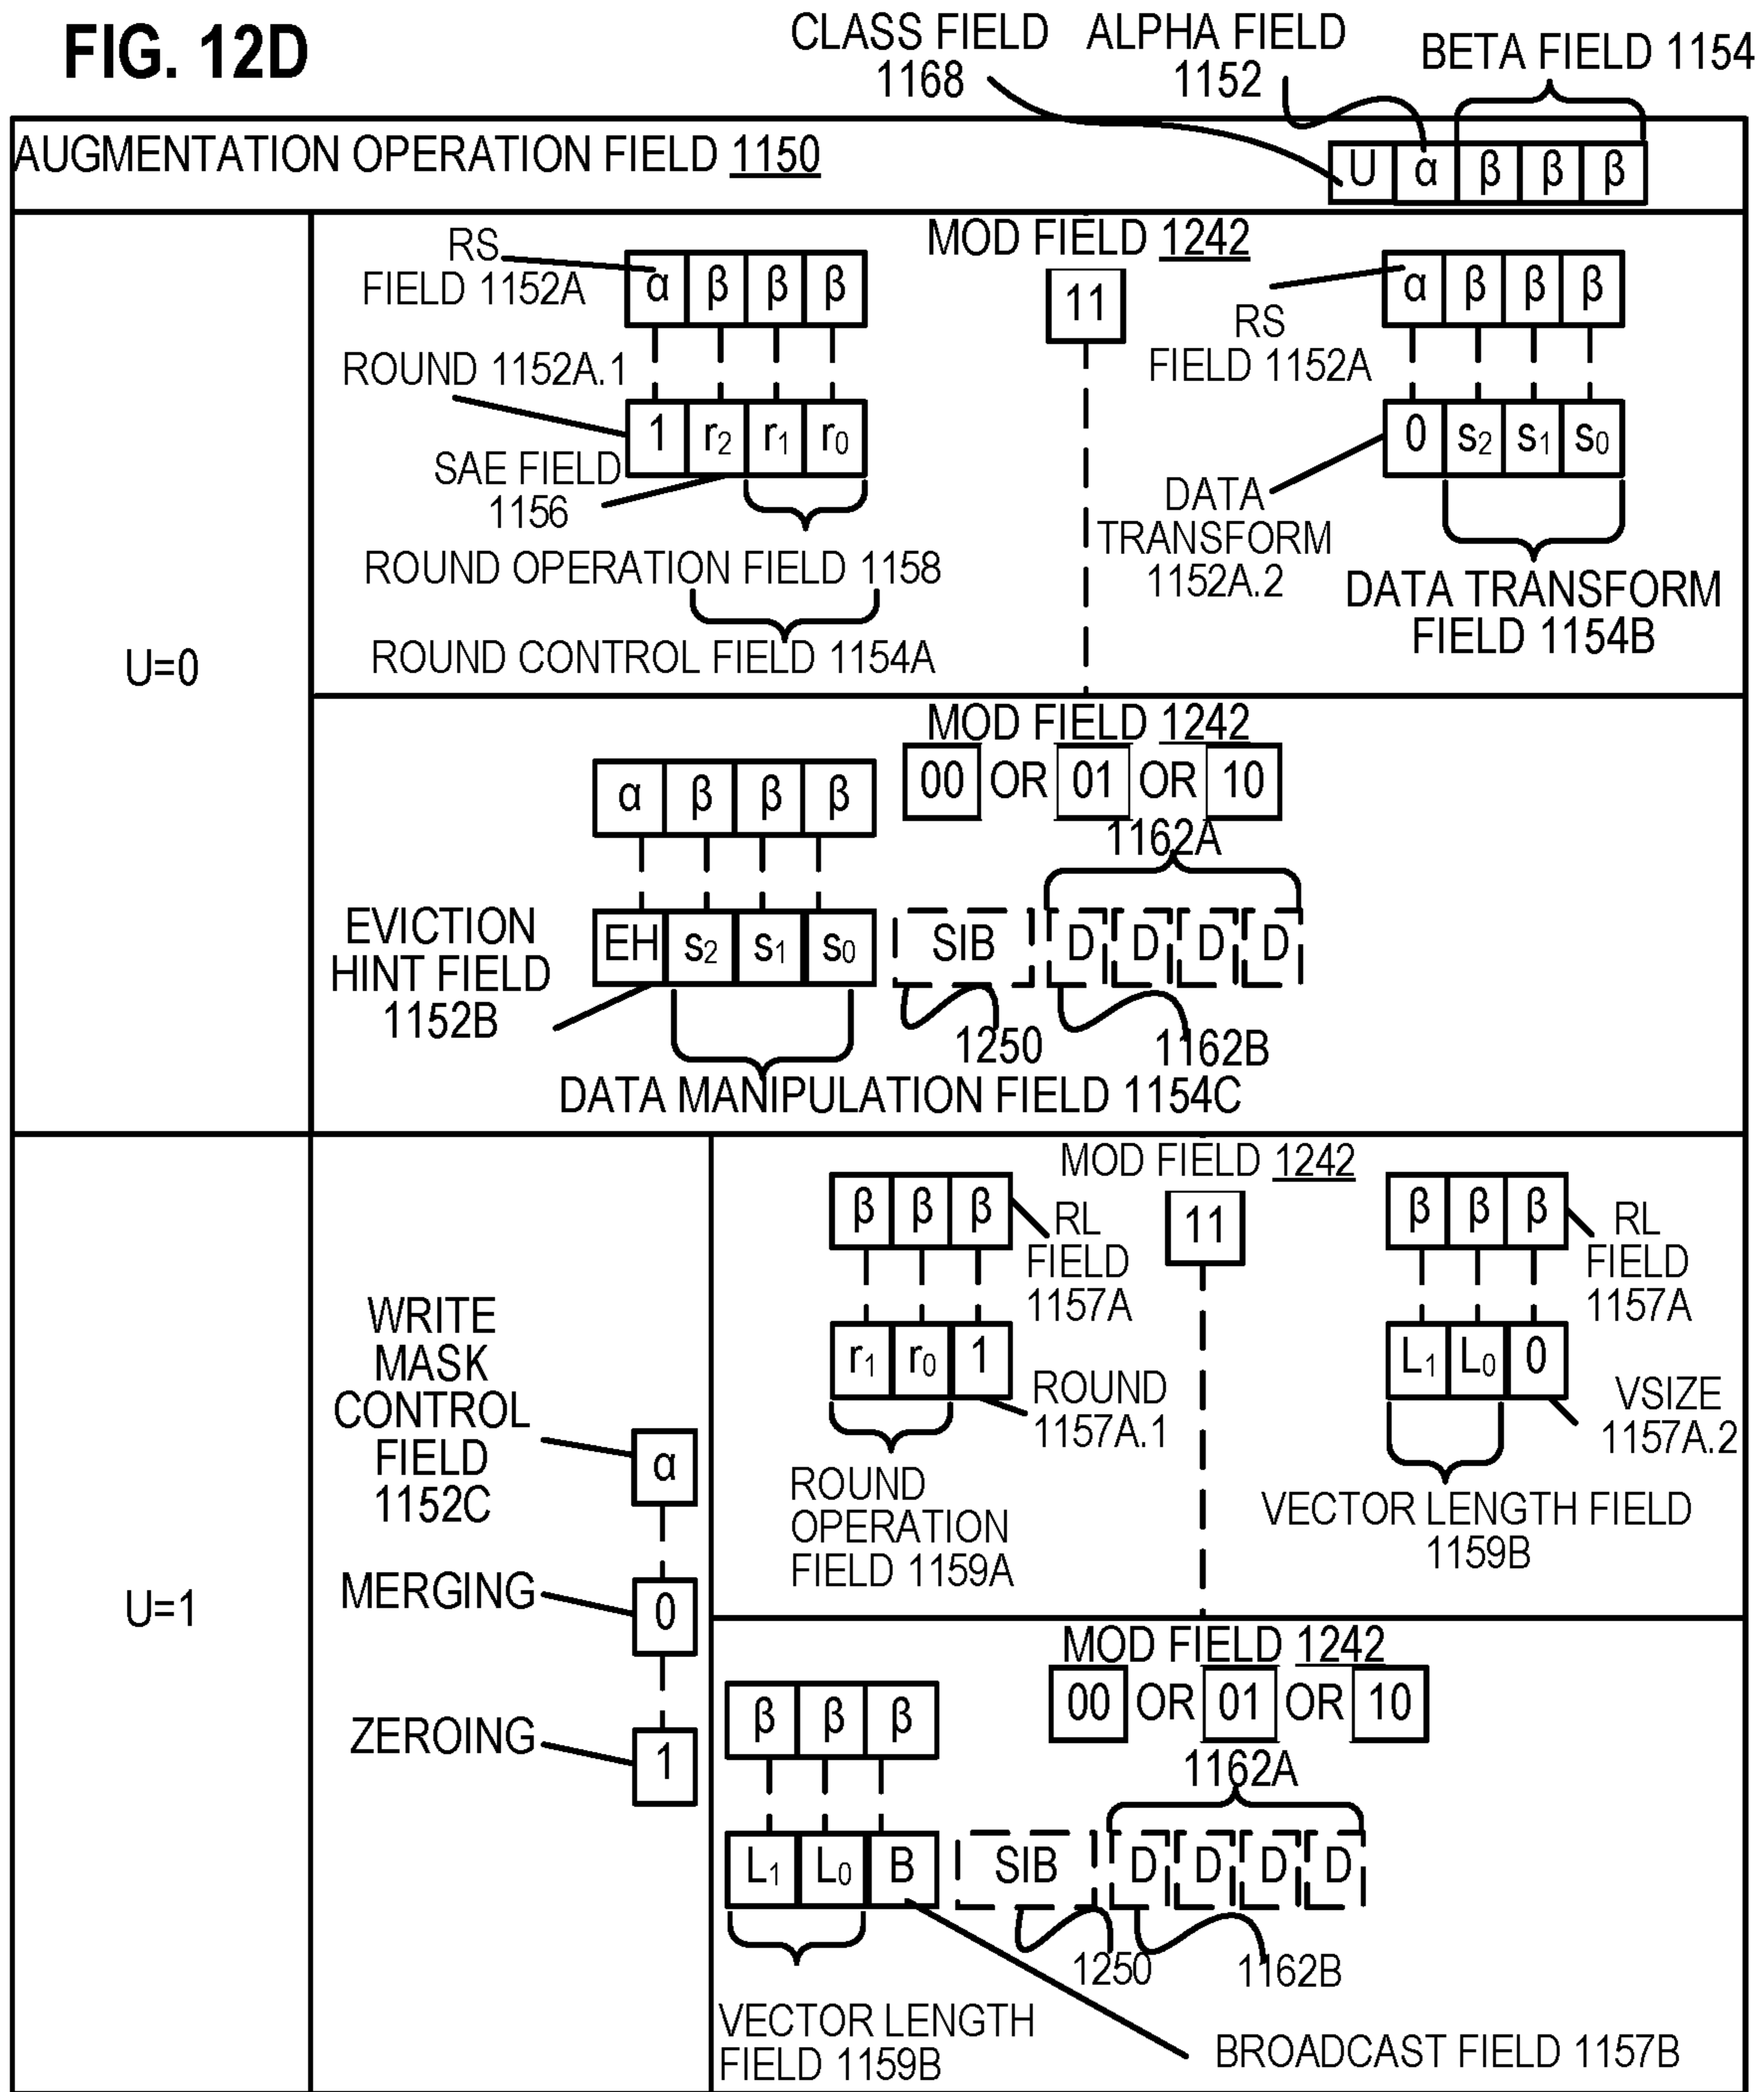 FIG. 12D
CLASS FIELD
1168
ALPHA FIELD
1152
BETA FIELD 1154
AUGMENTATION OPERATION FIELD 1150
U α β β β
U=0
MOD FIELD 1242
11
RS
FIELD 1152A
α β β β
ROUND 1152A.1
1 r2 r1 r0
SAE FIELD
1156
ROUND OPERATION FIELD 1158
ROUND CONTROL FIELD 1154A
α β β β
RS
FIELD 1152A
0 s2 s1 s0
DATA
TRANSFORM
1152A.2
DATA TRANSFORM
FIELD 1154B
MOD FIELD 1242
00 OR 01 OR 10
α β β β
1162A
EVICTION
HINT FIELD
1152B
EH s2 s1 s0
SIB
D D D D
1250
1162B
DATA MANIPULATION FIELD 1154C
U=1
WRITE
MASK
CONTROL
FIELD
1152C
α
MERGING
0
ZEROING
1
MOD FIELD 1242
11
β β β
RL
FIELD
1157A
r1 r0 1
ROUND
1157A.1
ROUND
OPERATION
FIELD 1159A
β β β
RL
FIELD
1157A
L1 L0 0
VSIZE
1157A.2
VECTOR LENGTH FIELD
1159B
MOD FIELD 1242
00 OR 01 OR 10
β β β
1162A
L1 L0 B
SIB
D D D D
1250
1162B
VECTOR LENGTH
FIELD 1159B
BROADCAST FIELD 1157B